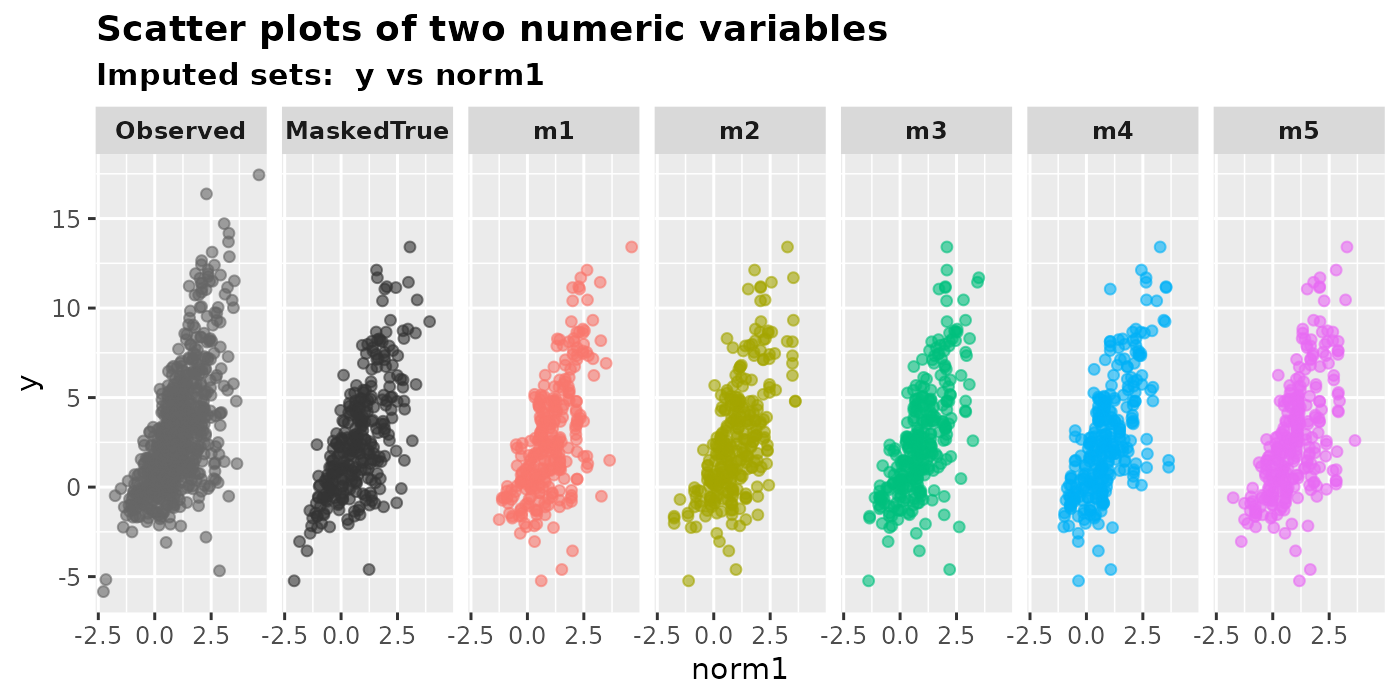 Scatter plots of two numeric variables
Imputed sets:  y vs norm1
Observed MaskedTrue m1 m2 m3 m4 m5
15
10
5
0
-5
y
-2.5 0.0 2.5 -2.5 0.0 2.5 -2.5 0.0 2.5 -2.5 0.0 2.5 -2.5 0.0 2.5 -2.5 0.0 2.5 -2.5 0.0 2.5
norm1